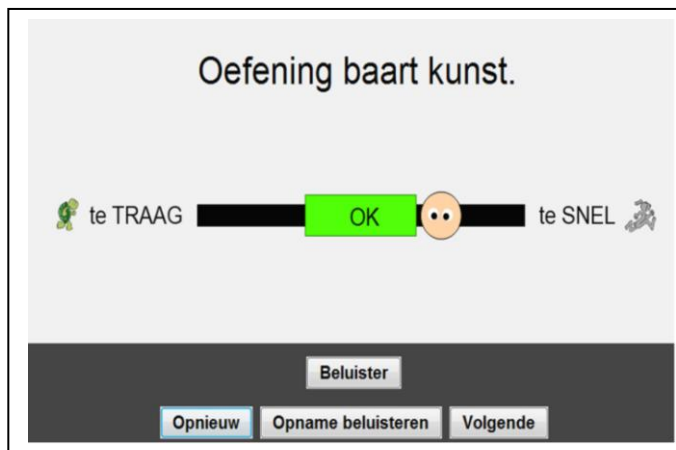 Oefening baart kunst.
te TRAAG OK te SNEL
Beluister
Opnieuw Opname beluisteren Volgende